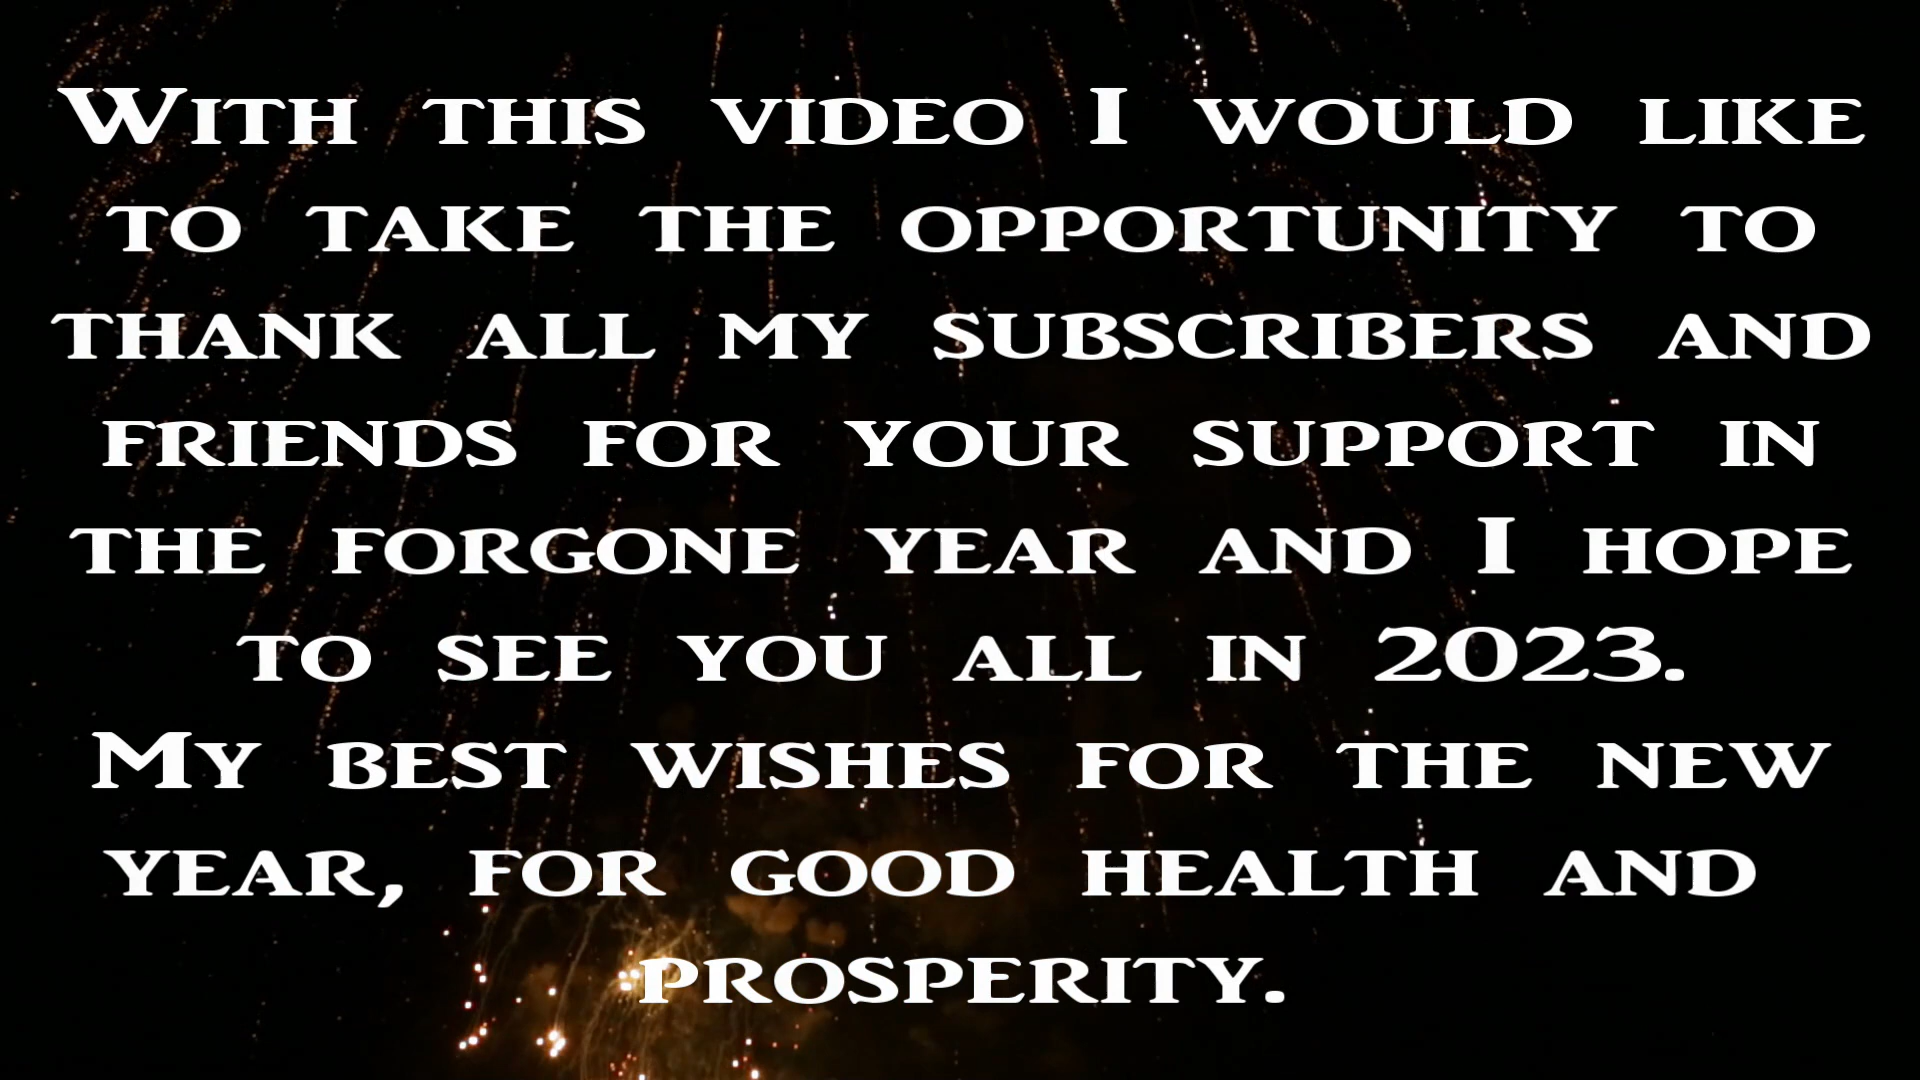 With this video I would like
to take the opportunity to
thank all my subscribers and
friends for your support in
the forgone year and I hope
to see you all in 2023.
My best wishes for the new
year, for good health and
prosperity.